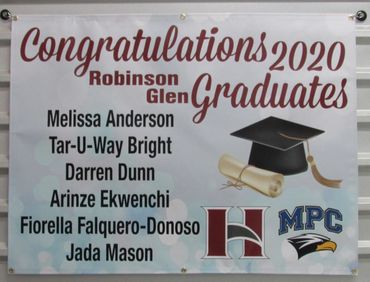 Congratulations 2020
Robinson
Glen Graduates
Melissa Anderson
Tar-U-Way Bright
Darren Dunn
Arinze Ekwenchi
Fiorella Falquero-Donoso
Jada Mason
H MPC